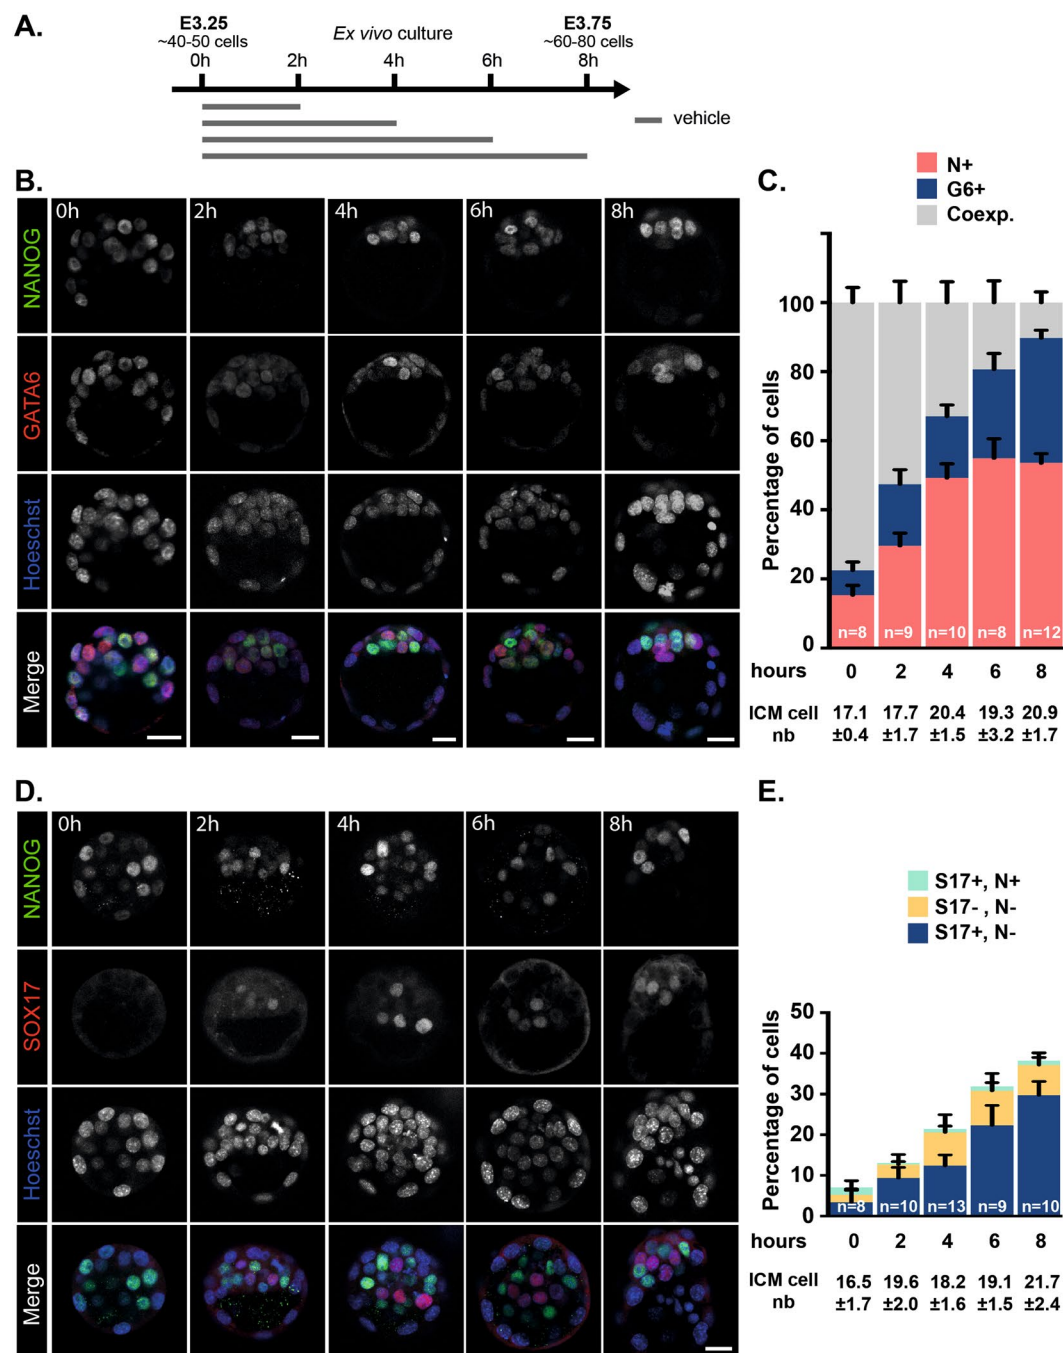 A.
E3.25
~40-50 cells
Ex vivo culture
E3.75
~60-80 cells
0h 2h 4h 6h 8h
vehicle
B.
0h 2h 4h 6h 8h
NANOG
GATA6
Hoeschst
Merge
C.
N+
G6+
Coexp.
Percentage of cells
100
80
60
40
20
0
n=8 n=9 n=10 n=8 n=12
hours 0 2 4 6 8
ICM cell 17.1 17.7 20.4 19.3 20.9
nb ±0.4 ±1.7 ±1.5 ±3.2 ±1.7
D.
0h 2h 4h 6h 8h
NANOG
SOX17
Hoeschst
Merge
E.
S17+, N+
S17- , N-
S17+, N-
Percentage of cells
50
40
30
20
10
0
n=8 n=10 n=13 n=9 n=10
hours 0 2 4 6 8
ICM cell 16.5 19.6 18.2 19.1 21.7
nb ±1.7 ±2.0 ±1.6 ±1.5 ±2.4